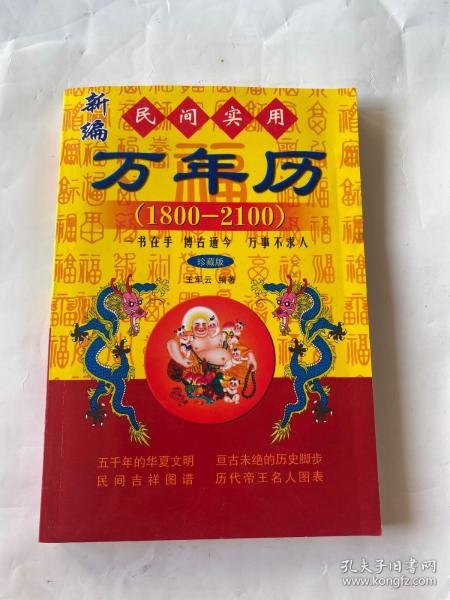 新编
民间实用
万年历
(1800-2100)
一书在手 博古通今 万事不求人
珍藏版
王军云 编著
五千年的华夏文明 亘古未绝的历史脚步
民间吉祥图谱 历代帝王名人图表
孔夫子旧书网
www.kongfz.com